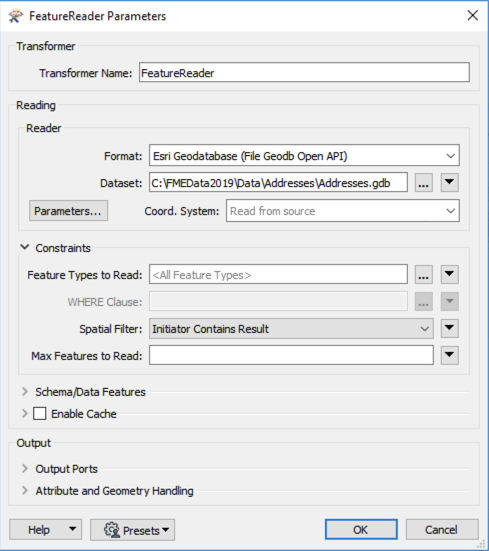 FeatureReader Parameters
Transformer
Transformer Name: FeatureReader
Reading
Reader
Format: Esri Geodatabase (File Geodb Open API)
Dataset: C:\FMEData2019\Data\Addresses\Addresses.gdb ...
Parameters... Coord. System: Read from source
Constraints
Feature Types to Read: <All Feature Types> ...
WHERE Clause: ...
Spatial Filter: Initiator Contains Result
Max Features to Read:
Schema/Data Features
Enable Cache
Output
Output Ports
Attribute and Geometry Handling
Help Presets OK Cancel